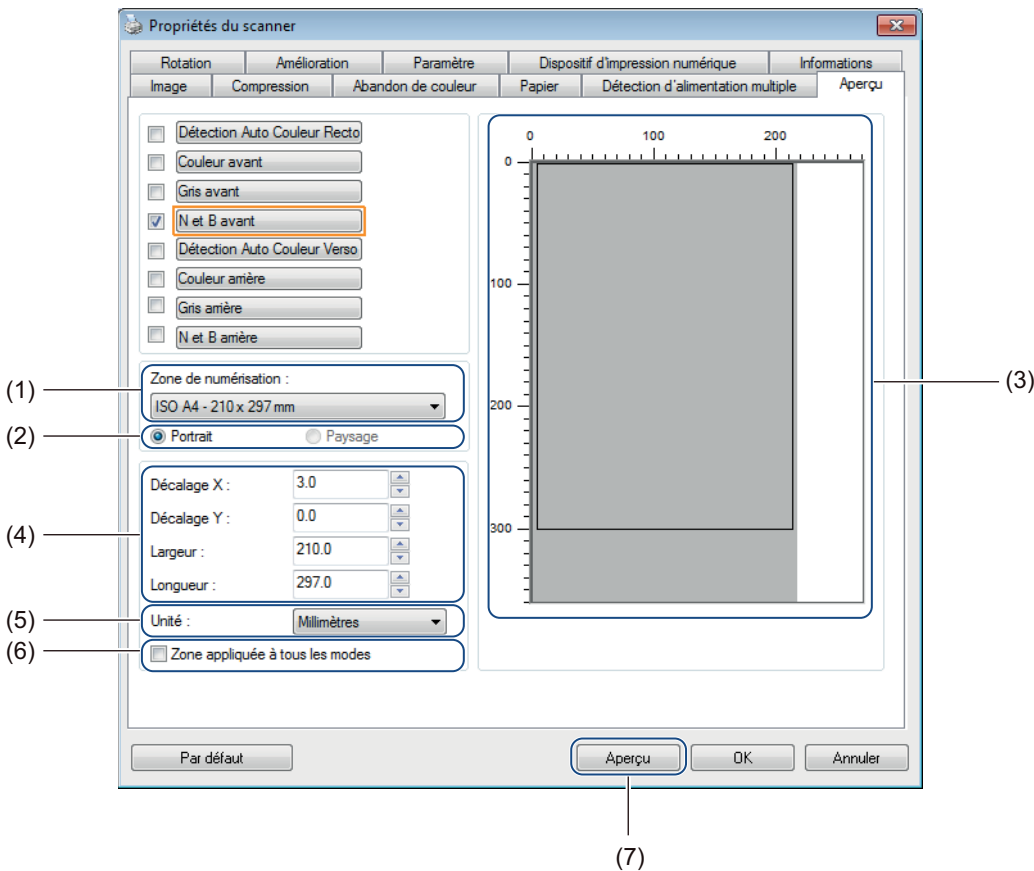 Propriétés du scanner
Rotation Amélioration Paramètre Dispositif d'impression numérique Informations
Image Compression Abandon de couleur Papier Détection d'alimentation multiple Aperçu
Détection Auto Couleur Recto
Couleur avant
Gris avant
N et B avant
Détection Auto Couleur Verso
Couleur arrière
Gris arrière
N et B arrière
(1)
Zone de numérisation :
ISO A4 - 210 x 297 mm
(2)
Portrait Paysage
(4)
Décalage X : 3.0
Décalage Y : 0.0
Largeur : 210.0
Longueur : 297.0
(5)
Unité : Millimètres
(6)
Zone appliquée à tous les modes
0 100 200
0
100
200
300
(3)
Par défaut Aperçu OK Annuler
(7)